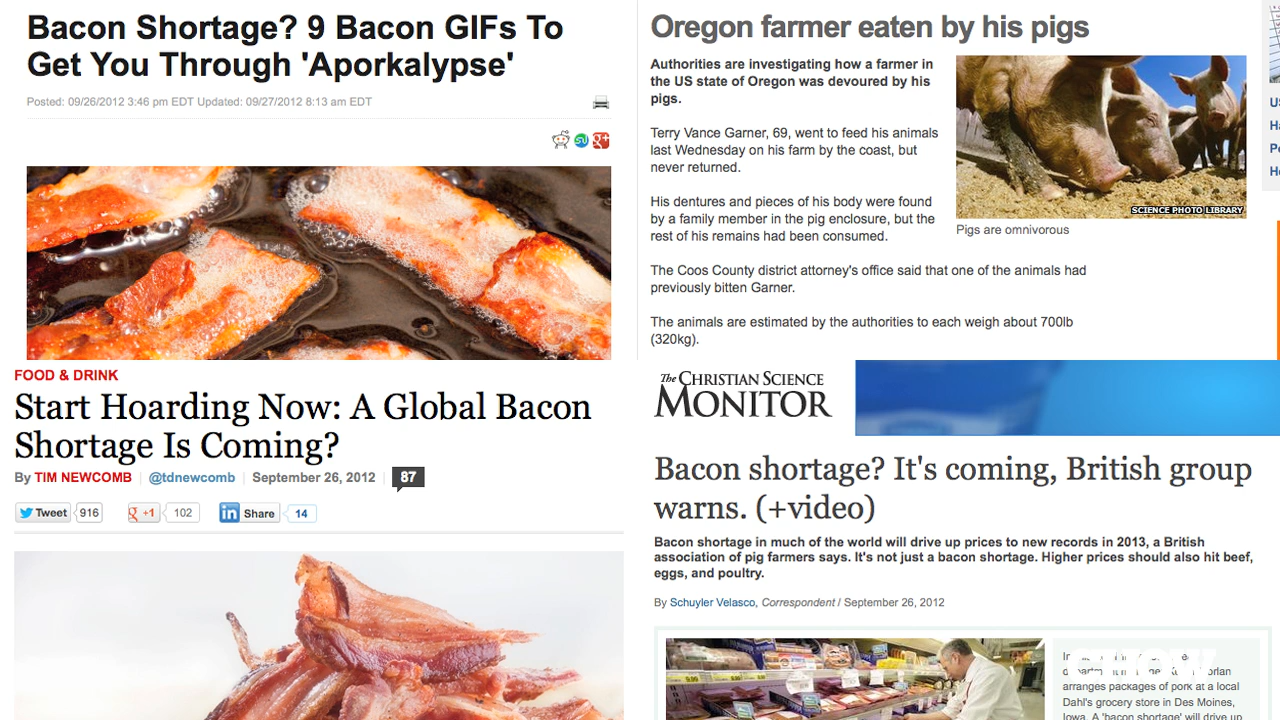 Bacon Shortage? 9 Bacon GIFs To
Get You Through 'Aporkalypse'
Posted: 09/26/2012 3:46 pm EDT Updated: 09/27/2012 8:13 am EDT
Oregon farmer eaten by his pigs
Authorities are investigating how a farmer in
the US state of Oregon was devoured by his
pigs.
Terry Vance Garner, 69, went to feed his animals
last Wednesday on his farm by the coast, but
never returned.
His dentures and pieces of his body were found
by a family member in the pig enclosure, but the
rest of his remains had been consumed.
SCIENCE PHOTO LIBRARY
Pigs are omnivorous
The Coos County district attorney's office said that one of the animals had
previously bitten Garner.
The animals are estimated by the authorities to each weigh about 700lb
(320kg).
FOOD & DRINK
Start Hoarding Now: A Global Bacon
Shortage Is Coming?
By TIM NEWCOMB | @tdnewcomb | September 26, 2012 | 87
Tweet 916 g +1 102 in Share 14
The CHRISTIAN SCIENCE
MONITOR
Bacon shortage? It's coming, British group
warns. (+video)
Bacon shortage in much of the world will drive up prices to new records in 2013, a British
association of pig farmers says. It's not just a bacon shortage. Higher prices should also hit beef,
eggs, and poultry.
By Schuyler Velasco, Correspondent / September 26, 2012
arranges packages of pork at a local
Dahl's grocery store in Des Moines,
Iowa. A 'bacon shortage' will drive up